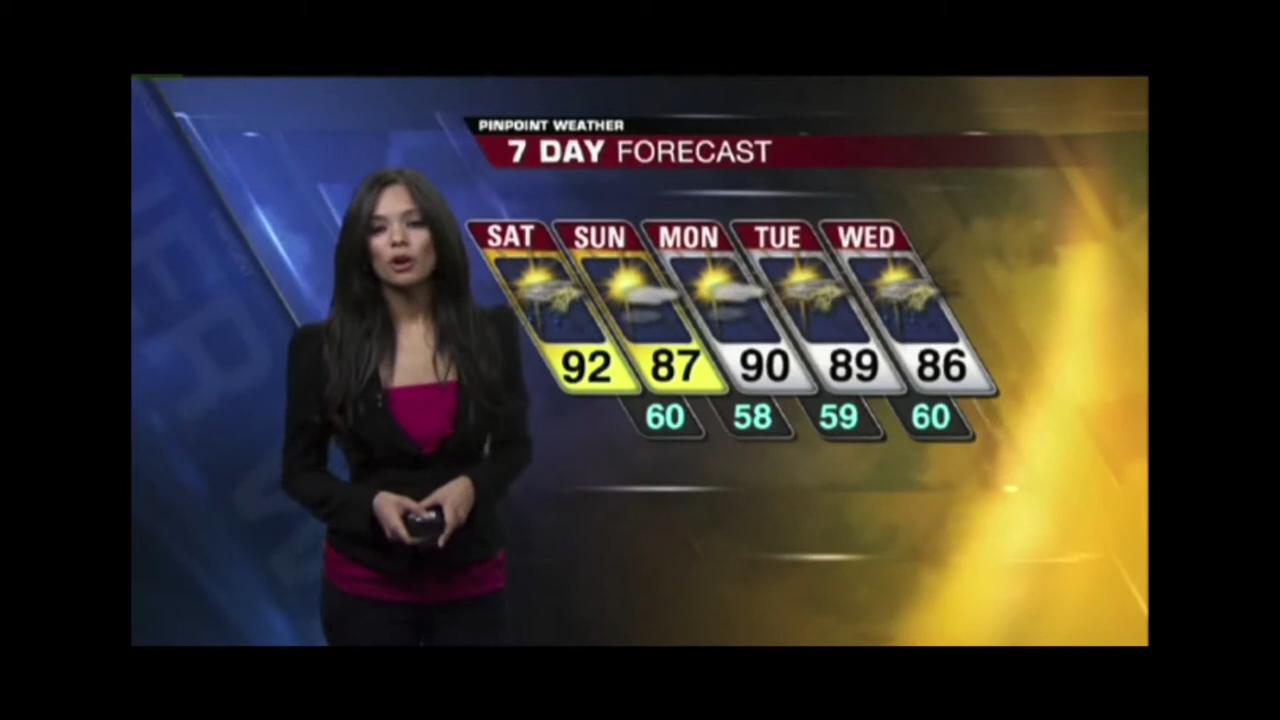 PINPOINT WEATHER
7 DAY FORECAST
SAT SUN MON TUE WED
92 87 90 89 86
60 58 59 60